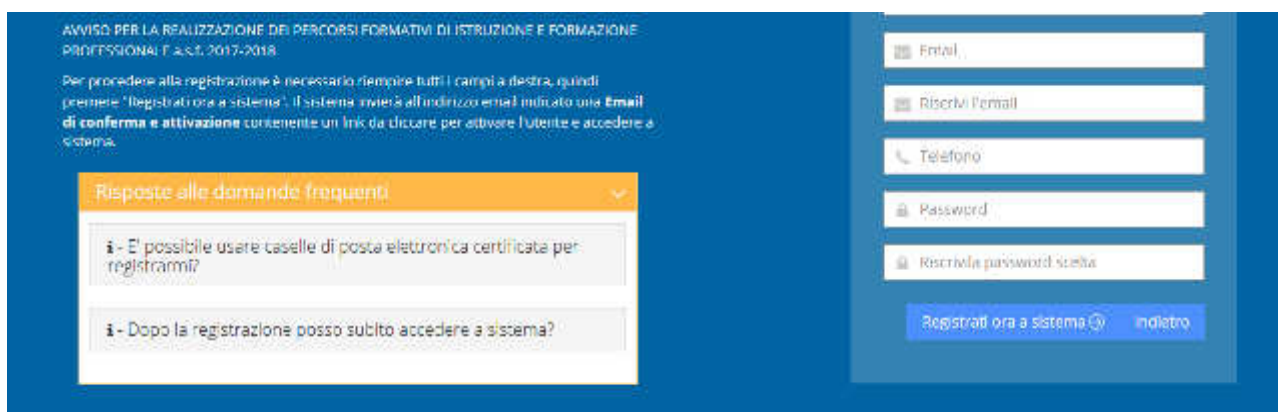 AVVISO PER LA REALIZZAZIONE DEI PERCORSI FORMATIVI DI ISTRUZIONE E FORMAZIONE
PROFESSIONALE a.s.f. 2017-2018
Per procedere alla registrazione è necessario riempire tutti i campi a destra, quindi
premere "Registrati ora a sistema". Il sistema invierà all'indirizzo email indicato una Email
di conferma e attivazione contenente un link da cliccare per attivare l'utente e accedere a
sistema.
Risposte alle domande frequenti
i - E' possibile usare caselle di posta elettronica certificata per
registrarmi?
i - Dopo la registrazione posso subito accedere a sistema?
Email
Riscrivi l'email
Telefono
Password
Riscrivi la password scelta
Registrati ora a sistema
Indietro